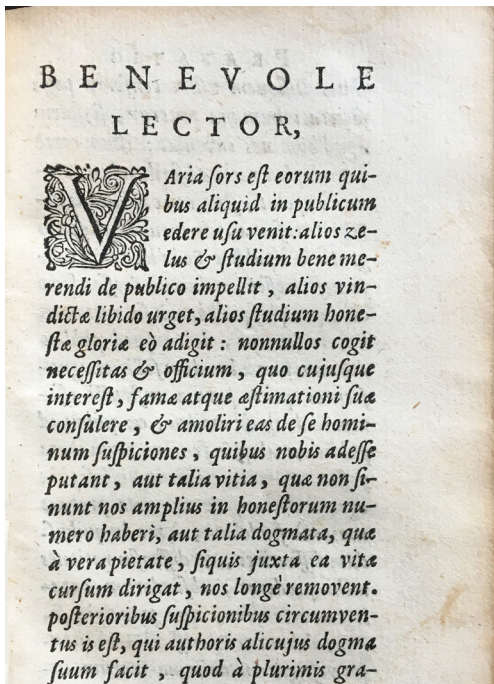 BENEVOLE
LECTOR,
VAria ſors eſt eorum qui-
bus aliquid in publicum
edere uſu venit: alios ze-
lus & ſtudium bene me-
rendi de publico impellit, alios vin-
dictæ libido urget, alios ſtudium hone-
ſtæ gloriæ eò adigit: nonnullos cogit
neceſſitas & officium, quo cujuſque
intereſt, famæ atque æſtimationi ſuæ
conſulere, & amoliri eas de ſe homi-
num ſuſpiciones, quibus nobis adeſſe
putant, aut talia vitia, quæ non ſi-
nunt nos amplius in honeſtorum nu-
mero haberi, aut talia dogmata, quæ
à vera pietate, ſiquis juxta ea vitæ
curſum dirigat, nos longè removent.
poſterioribus ſuſpicionibus circumven-
tus is eſt, qui authoris alicujus dogma
ſuum facit, quod à plurimis gra-